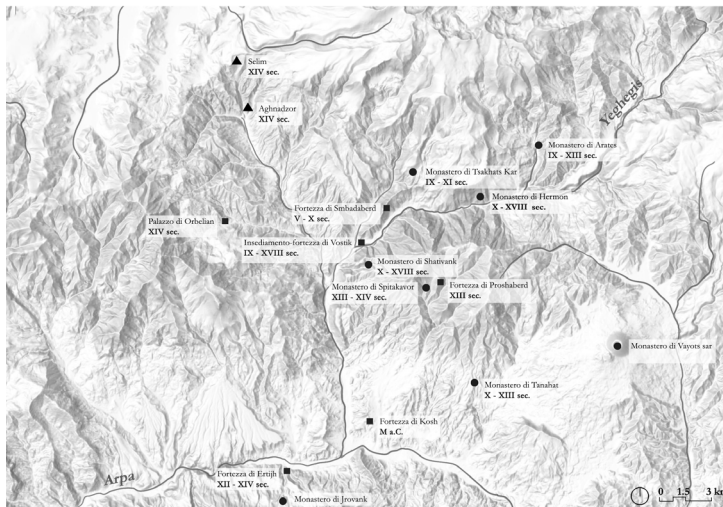 Selim
XIV sec.
Aghnadzor
XIV sec.
Yeghegis
Monastero di Arates
IX - XIII sec.
Monastero di Tsakhats Kar
IX - XI sec.
Monastero di Hermon
X - XVIII sec.
Fortezza di Smbadaberd
V - X sec.
Palazzo di Orbelian
XIV sec.
Insediamento-fortezza di Vostik
IX - XVIII sec.
Monastero di Shativank
X - XVIII sec.
Monastero di Spitakavor
XIII - XIV sec.
Fortezza di Proshaberd
XIII sec.
Monastero di Vayots sar
Monastero di Tanahat
X - XIII sec.
Fortezza di Kosh
M a.C.
Arpa
Fortezza di Ertijh
XII - XIV sec.
Monastero di Jrovank
0 1.5 3 km